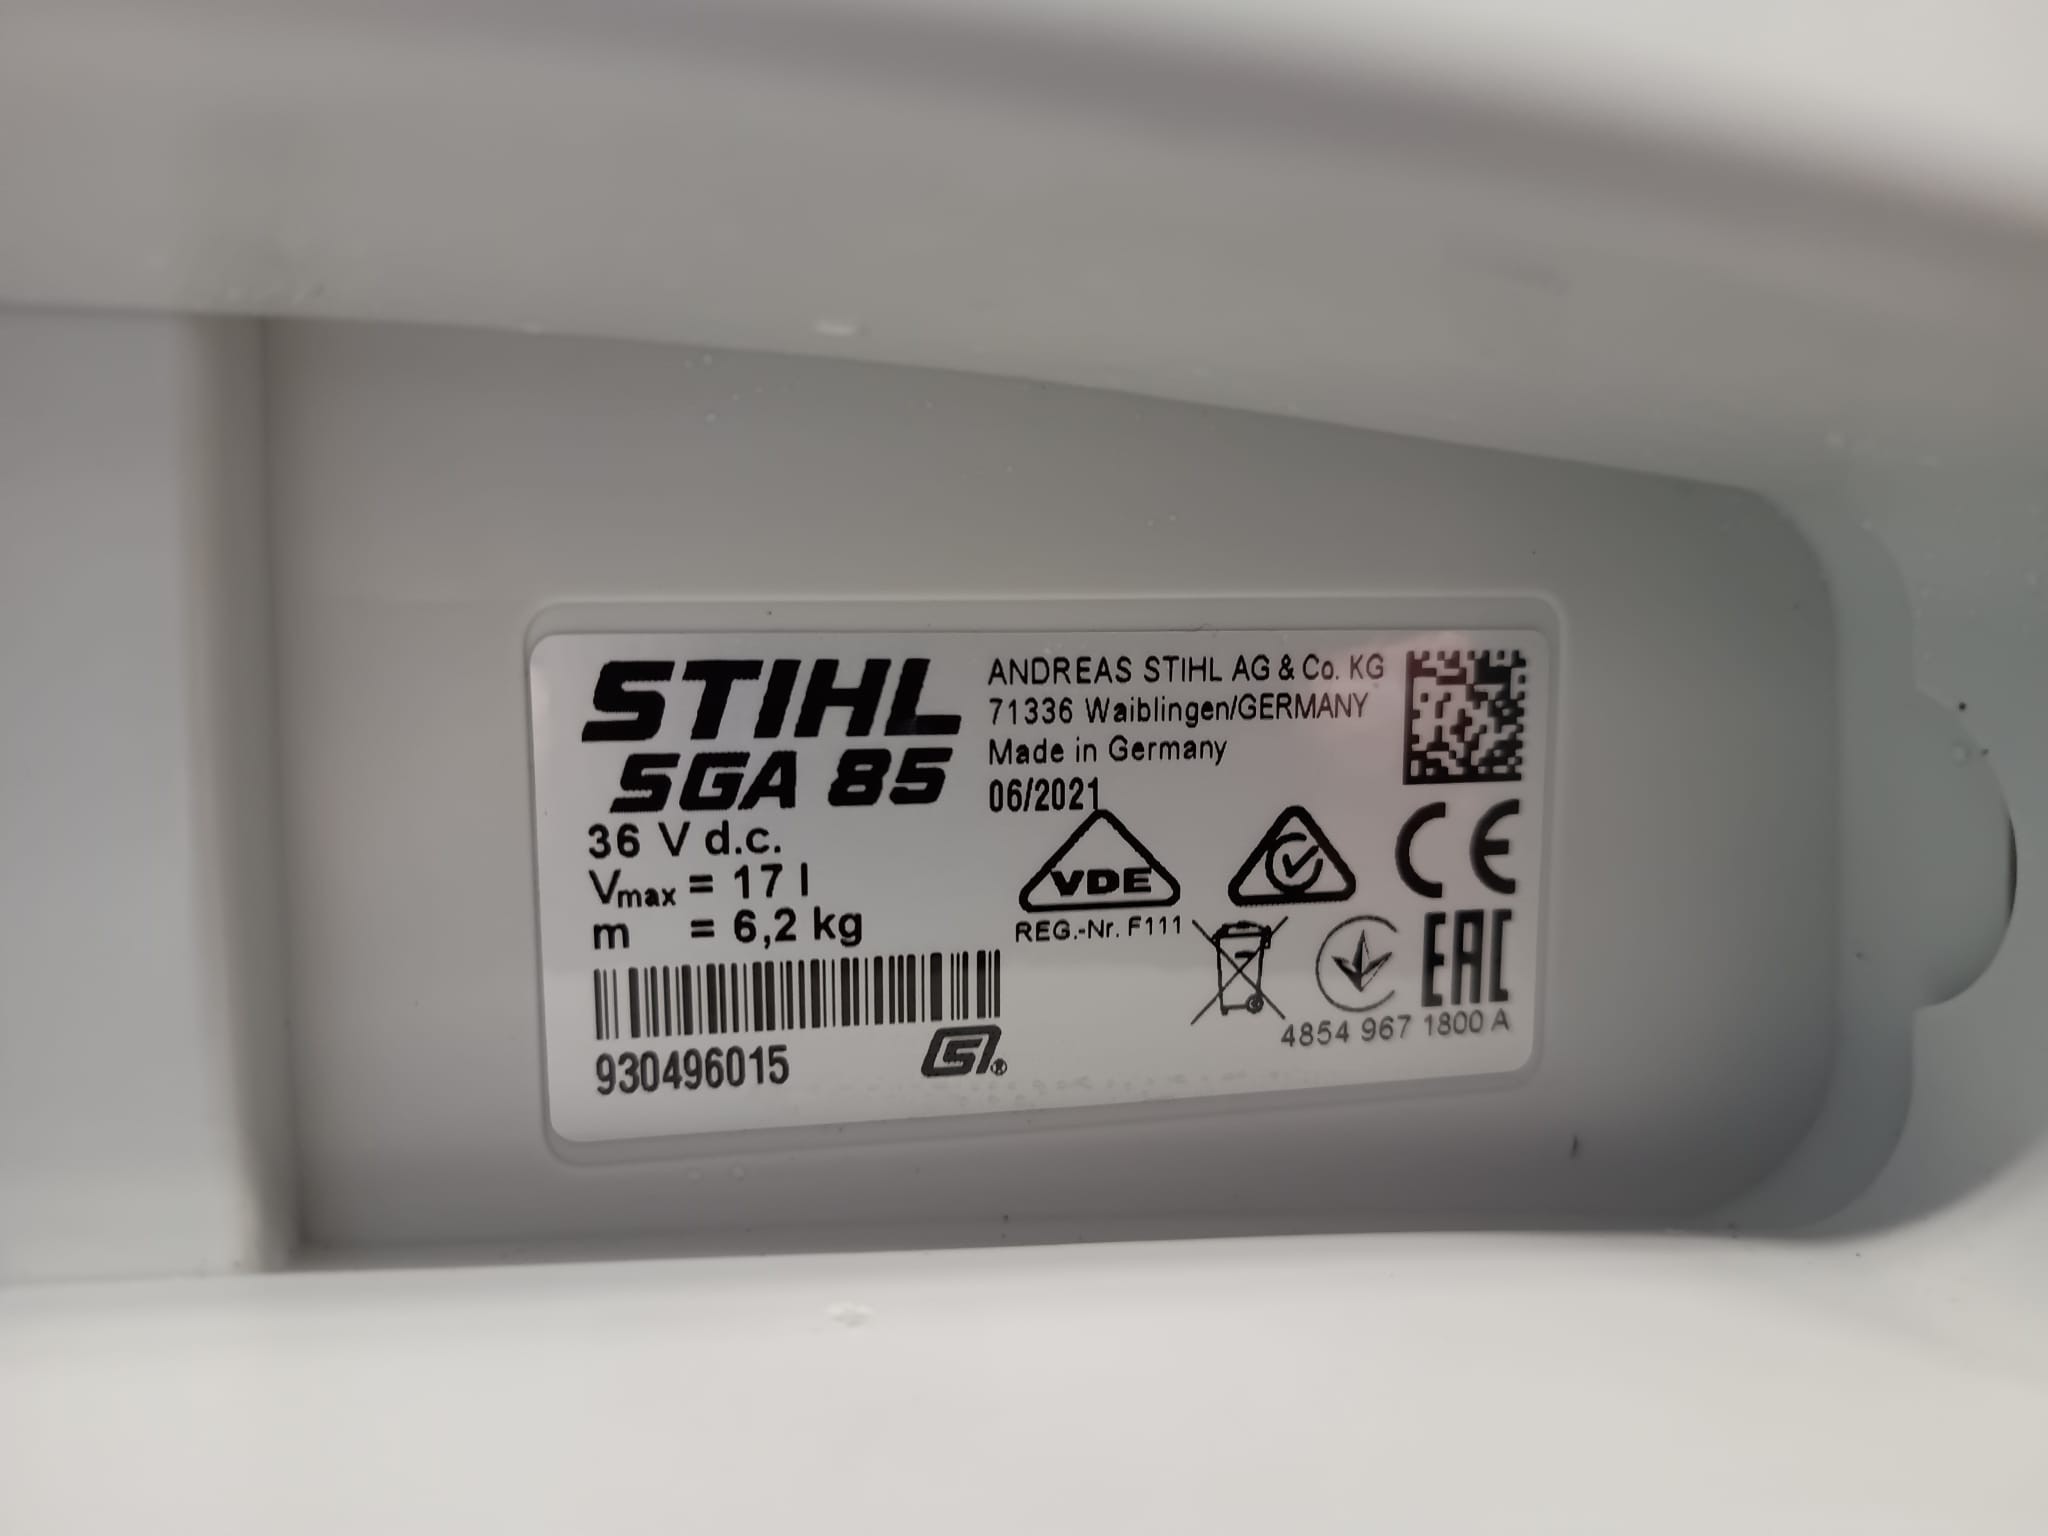 STIHL
SGA 85
36 V d.c.
Vmax = 17 l
m = 6,2 kg
930496015
ANDREAS STIHL AG & Co. KG
71336 Waiblingen/GERMANY
Made in Germany
06/2021
VDE
REG.-Nr. F111
CE
EAC
4854 967 1800 A